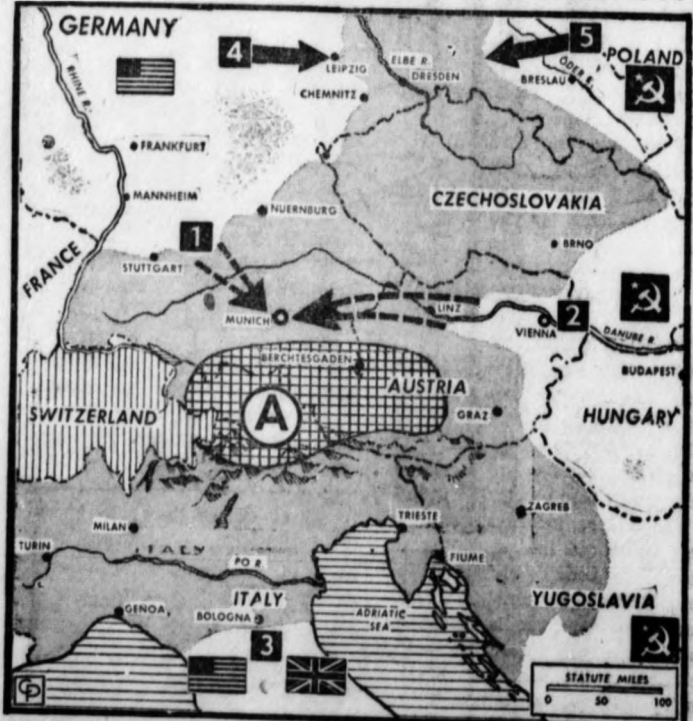 GERMANY
4
5
POLAND
ELBE R.
LEIPZIG
DRESDEN
ODER R.
BRESLAU
RHINE R.
CHEMNITZ
FRANKFURT
MANNHEIM
CZECHOSLOVAKIA
NUERNBURG
1
BRNO
FRANCE
STUTTGART
MUNICH
LINZ
2
VIENNA
DANUBE R.
BERCHTESGADEN
BUDAPEST
AUSTRIA
SWITZERLAND
A
GRAZ
HUNGARY
ZAGREB
MILAN
TRIESTE
ITALY
TURIN
PO R.
FIUME
ITALY
YUGOSLAVIA
GENOA
BOLOGNA
ADRIATIC
SEA
3
CP
STATUTE MILES
0 50 100